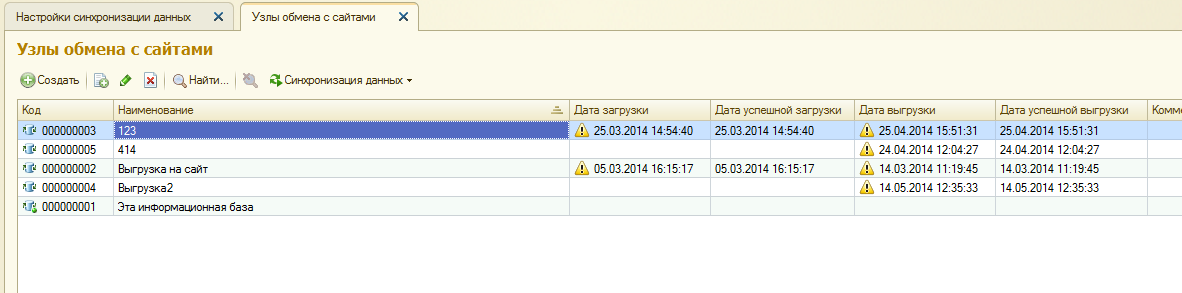 Настройки синхронизации данных Узлы обмена с сайтами
Узлы обмена с сайтами
Создать Найти... Синхронизация данных
Код Наименование Дата загрузки Дата успешной загрузки Дата выгрузки Дата успешной выгрузки Комме
000000003 123 25.03.2014 14:54:40 25.03.2014 14:54:40 25.04.2014 15:51:31 25.04.2014 15:51:31
000000005 414 24.04.2014 12:04:27 24.04.2014 12:04:27
000000002 Выгрузка на сайт 05.03.2014 16:15:17 05.03.2014 16:15:17 14.03.2014 11:19:45 14.03.2014 11:19:45
000000004 Выгрузка2 14.05.2014 12:35:33 14.05.2014 12:35:33
000000001 Эта информационная база